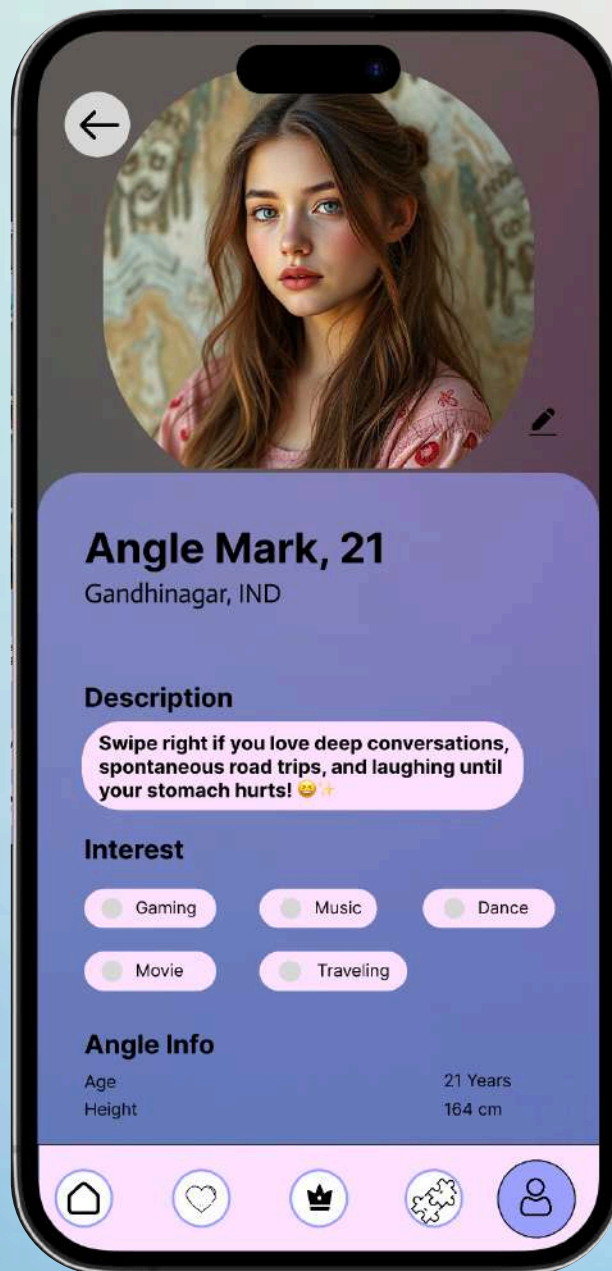 Angle Mark, 21
Gandhinagar, IND
Description
Swipe right if you love deep conversations,
spontaneous road trips, and laughing until
your stomach hurts! 😄✨
Interest
Gaming
Music
Dance
Movie
Traveling
Angle Info
Age 21 Years
Height 164 cm